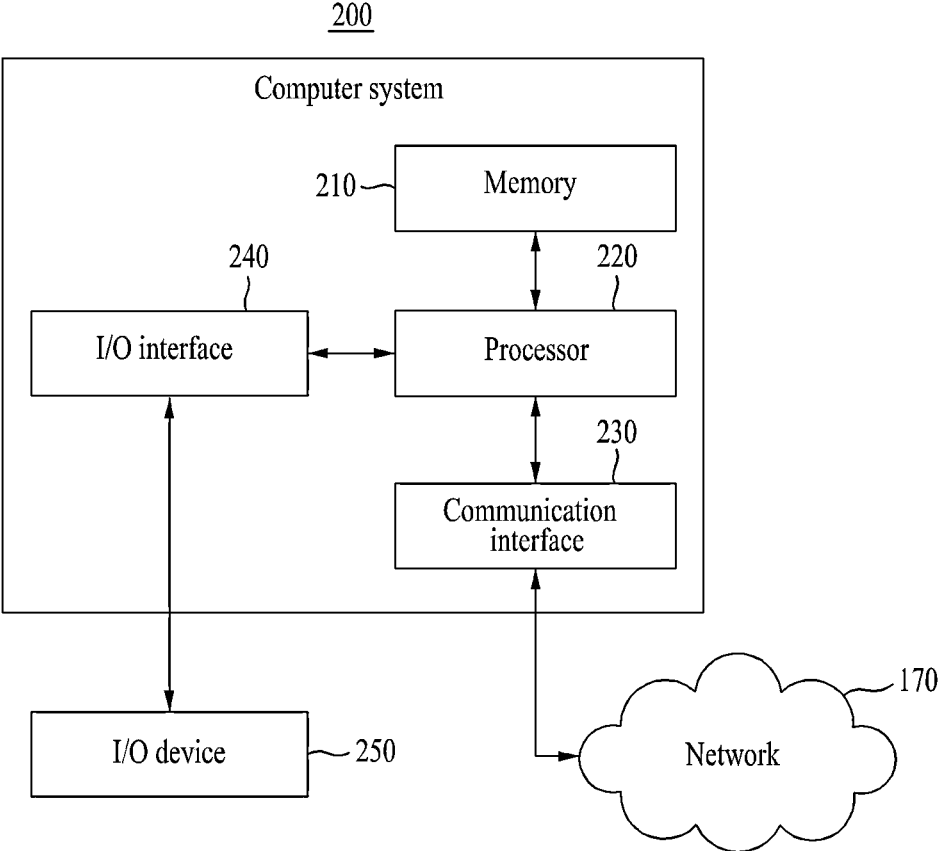 200
Computer system
210
Memory
240
220
I/O interface
Processor
230
Communication
interface
170
I/O device
250
Network